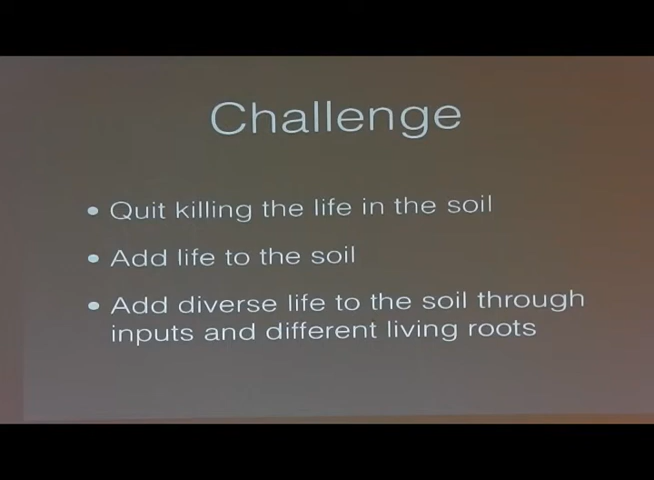 Challenge
• Quit killing the life in the soil
• Add life to the soil
• Add diverse life to the soil through
inputs and different living roots